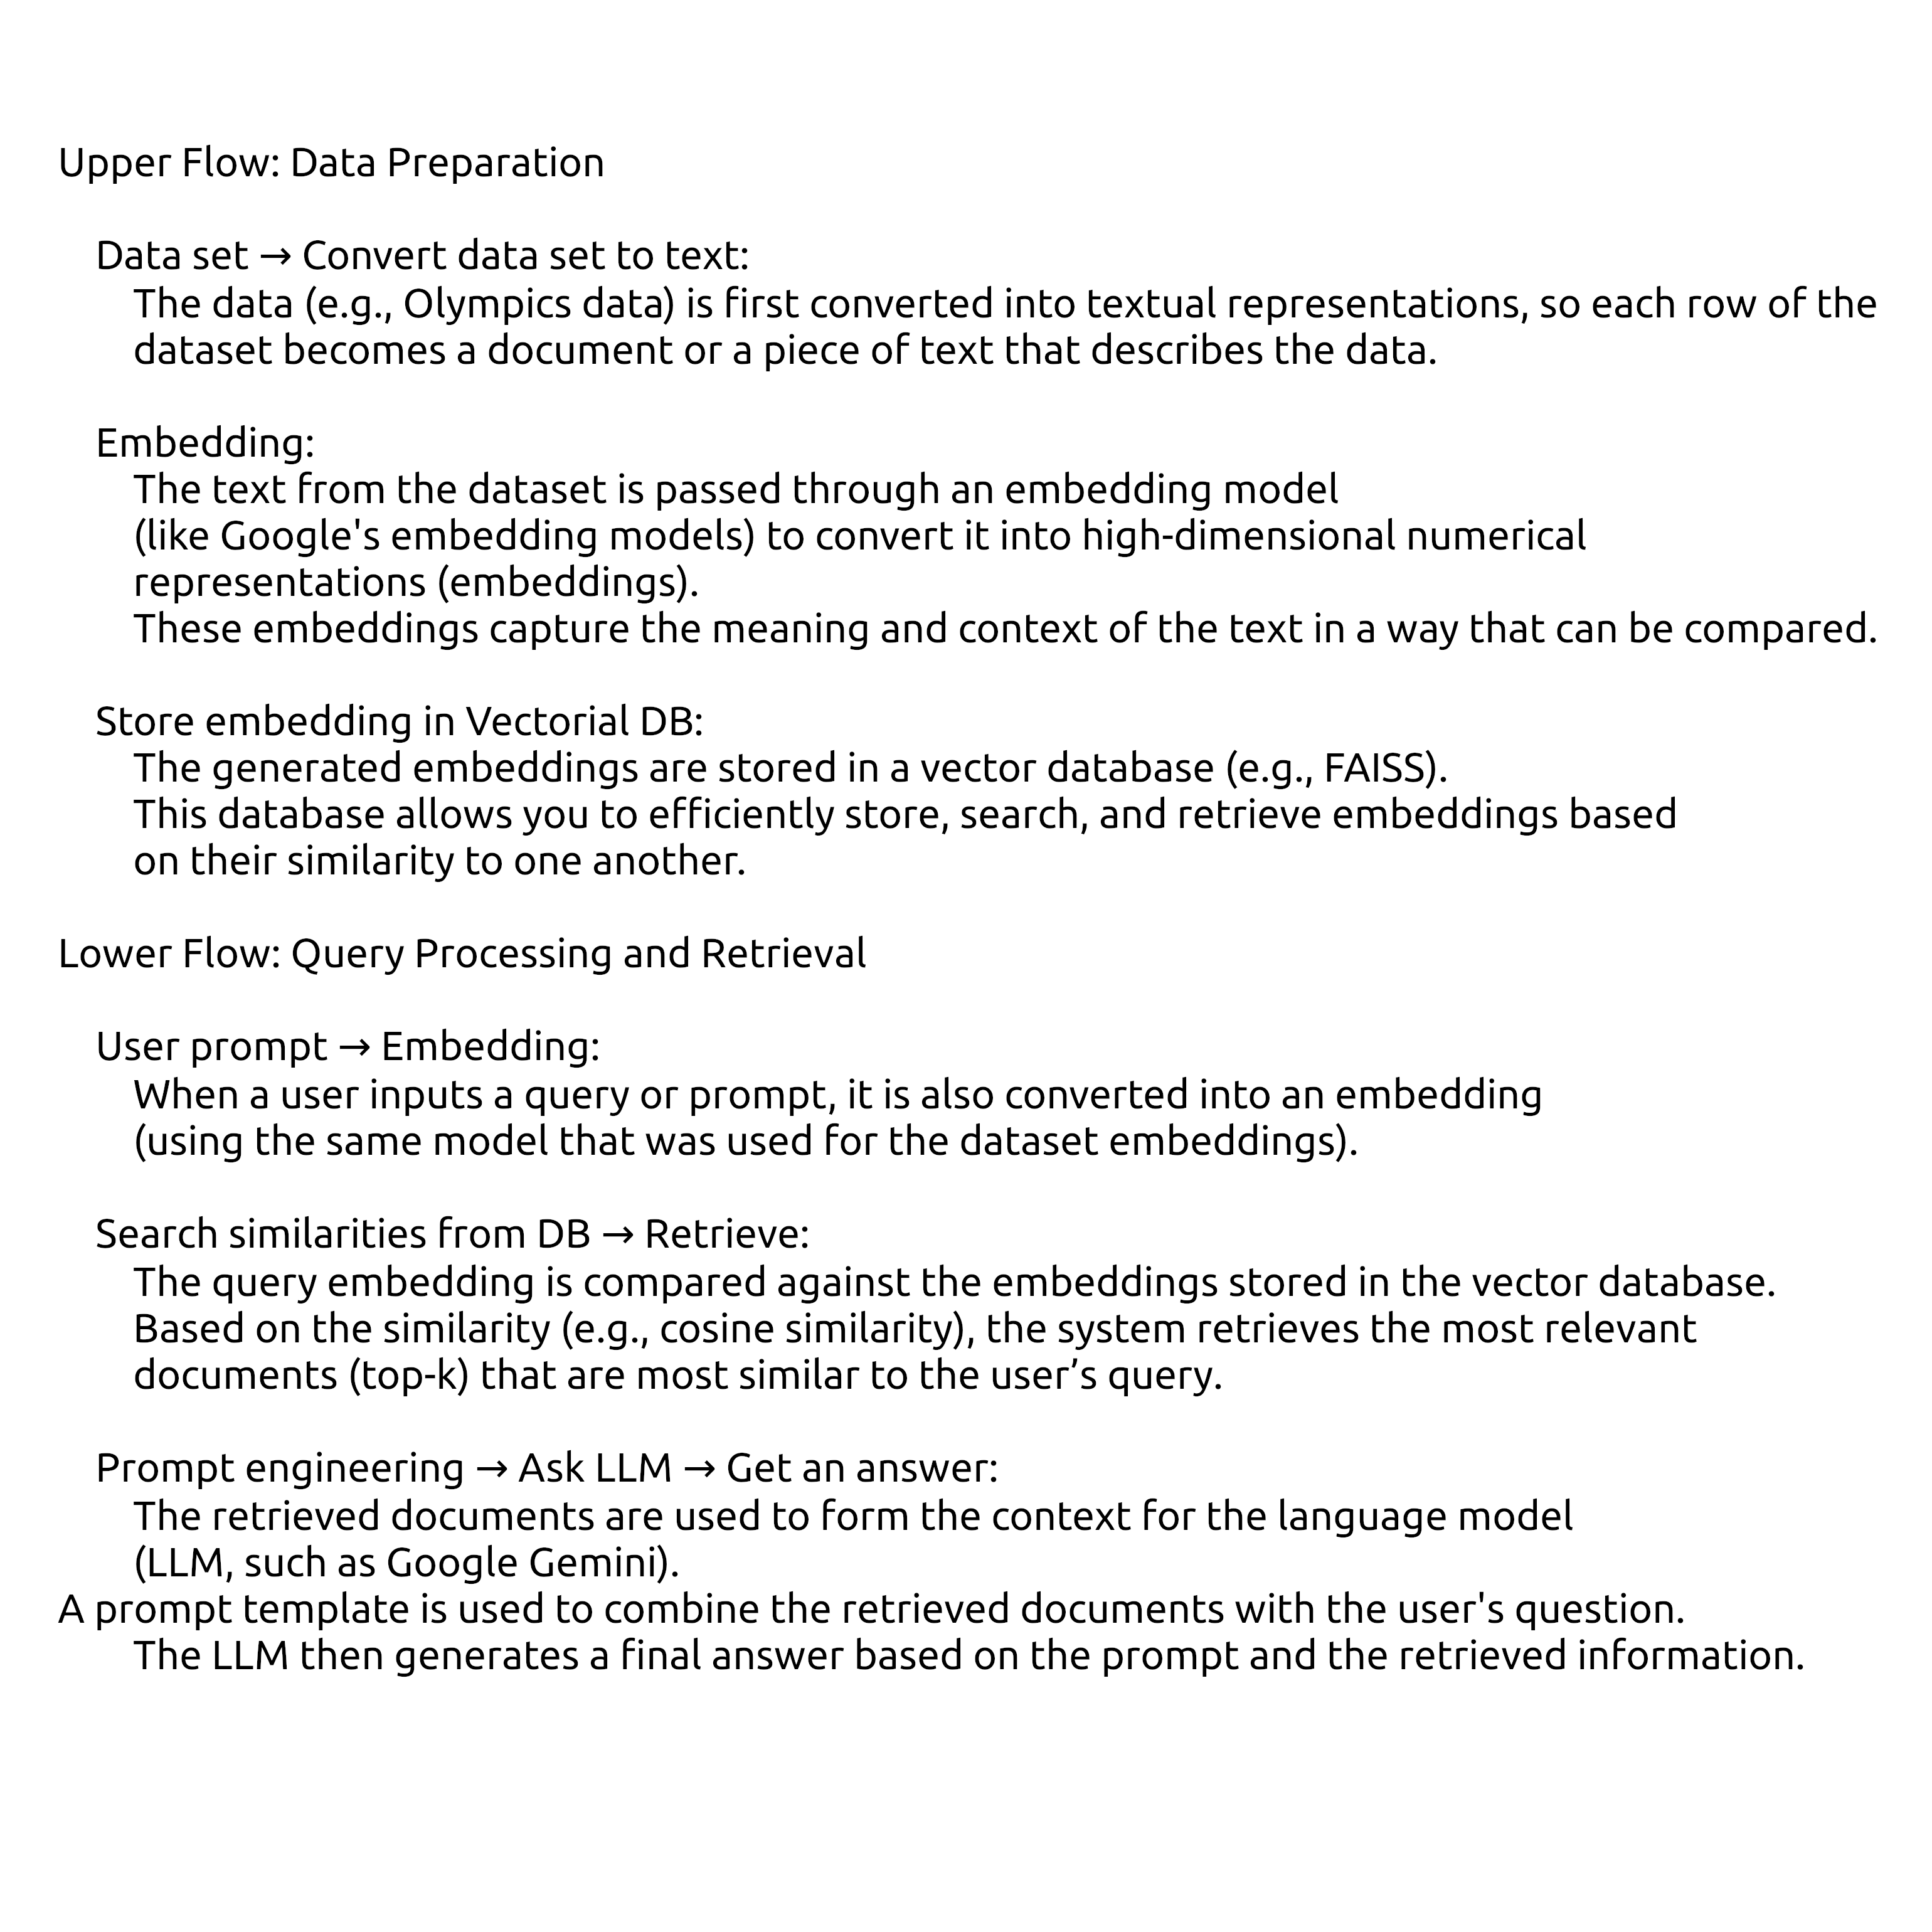 Upper Flow: Data Preparation
Data set → Convert data set to text:
The data (e.g., Olympics data) is first converted into textual representations, so each row of the
dataset becomes a document or a piece of text that describes the data.
Embedding:
The text from the dataset is passed through an embedding model
(like Google's embedding models) to convert it into high-dimensional numerical
representations (embeddings).
These embeddings capture the meaning and context of the text in a way that can be compared.
Store embedding in Vectorial DB:
The generated embeddings are stored in a vector database (e.g., FAISS).
This database allows you to efficiently store, search, and retrieve embeddings based
on their similarity to one another.
Lower Flow: Query Processing and Retrieval
User prompt → Embedding:
When a user inputs a query or prompt, it is also converted into an embedding
(using the same model that was used for the dataset embeddings).
Search similarities from DB → Retrieve:
The query embedding is compared against the embeddings stored in the vector database.
Based on the similarity (e.g., cosine similarity), the system retrieves the most relevant
documents (top-k) that are most similar to the user’s query.
Prompt engineering → Ask LLM → Get an answer:
The retrieved documents are used to form the context for the language model
(LLM, such as Google Gemini).
A prompt template is used to combine the retrieved documents with the user's question.
The LLM then generates a final answer based on the prompt and the retrieved information.